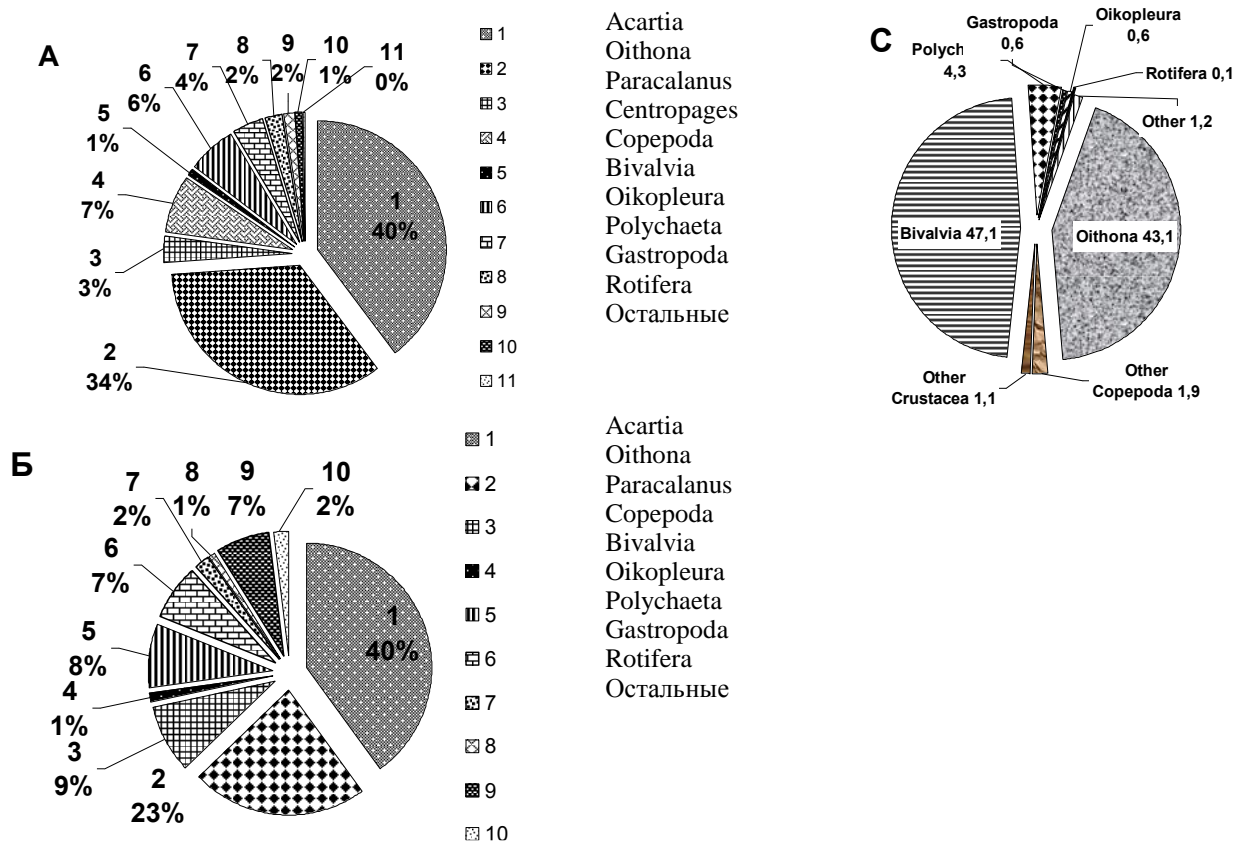 А
1
40%
2
34%
3
3%
4
7%
5
1%
6
6%
7
4%
8
2%
9
2%
10
1%
11
0%
1
2
3
4
5
6
7
8
9
10
11
Acartia
Oithona
Paracalanus
Centropages
Copepoda
Bivalvia
Oikopleura
Polychaeta
Gastropoda
Rotifera
Остальные
С
Polych
4,3
Gastropoda
0,6
Oikopleura
0,6
Rotifera 0,1
Other 1,2
Bivalvia 47,1
Oithona 43,1
Other
Crustacea 1,1
Other
Copepoda 1,9
Б
1
40%
2
23%
3
9%
4
1%
5
8%
6
7%
7
2%
8
1%
9
7%
10
2%
1
2
3
4
5
6
7
8
9
10
Acartia
Oithona
Paracalanus
Copepoda
Bivalvia
Oikopleura
Polychaeta
Gastropoda
Rotifera
Остальные